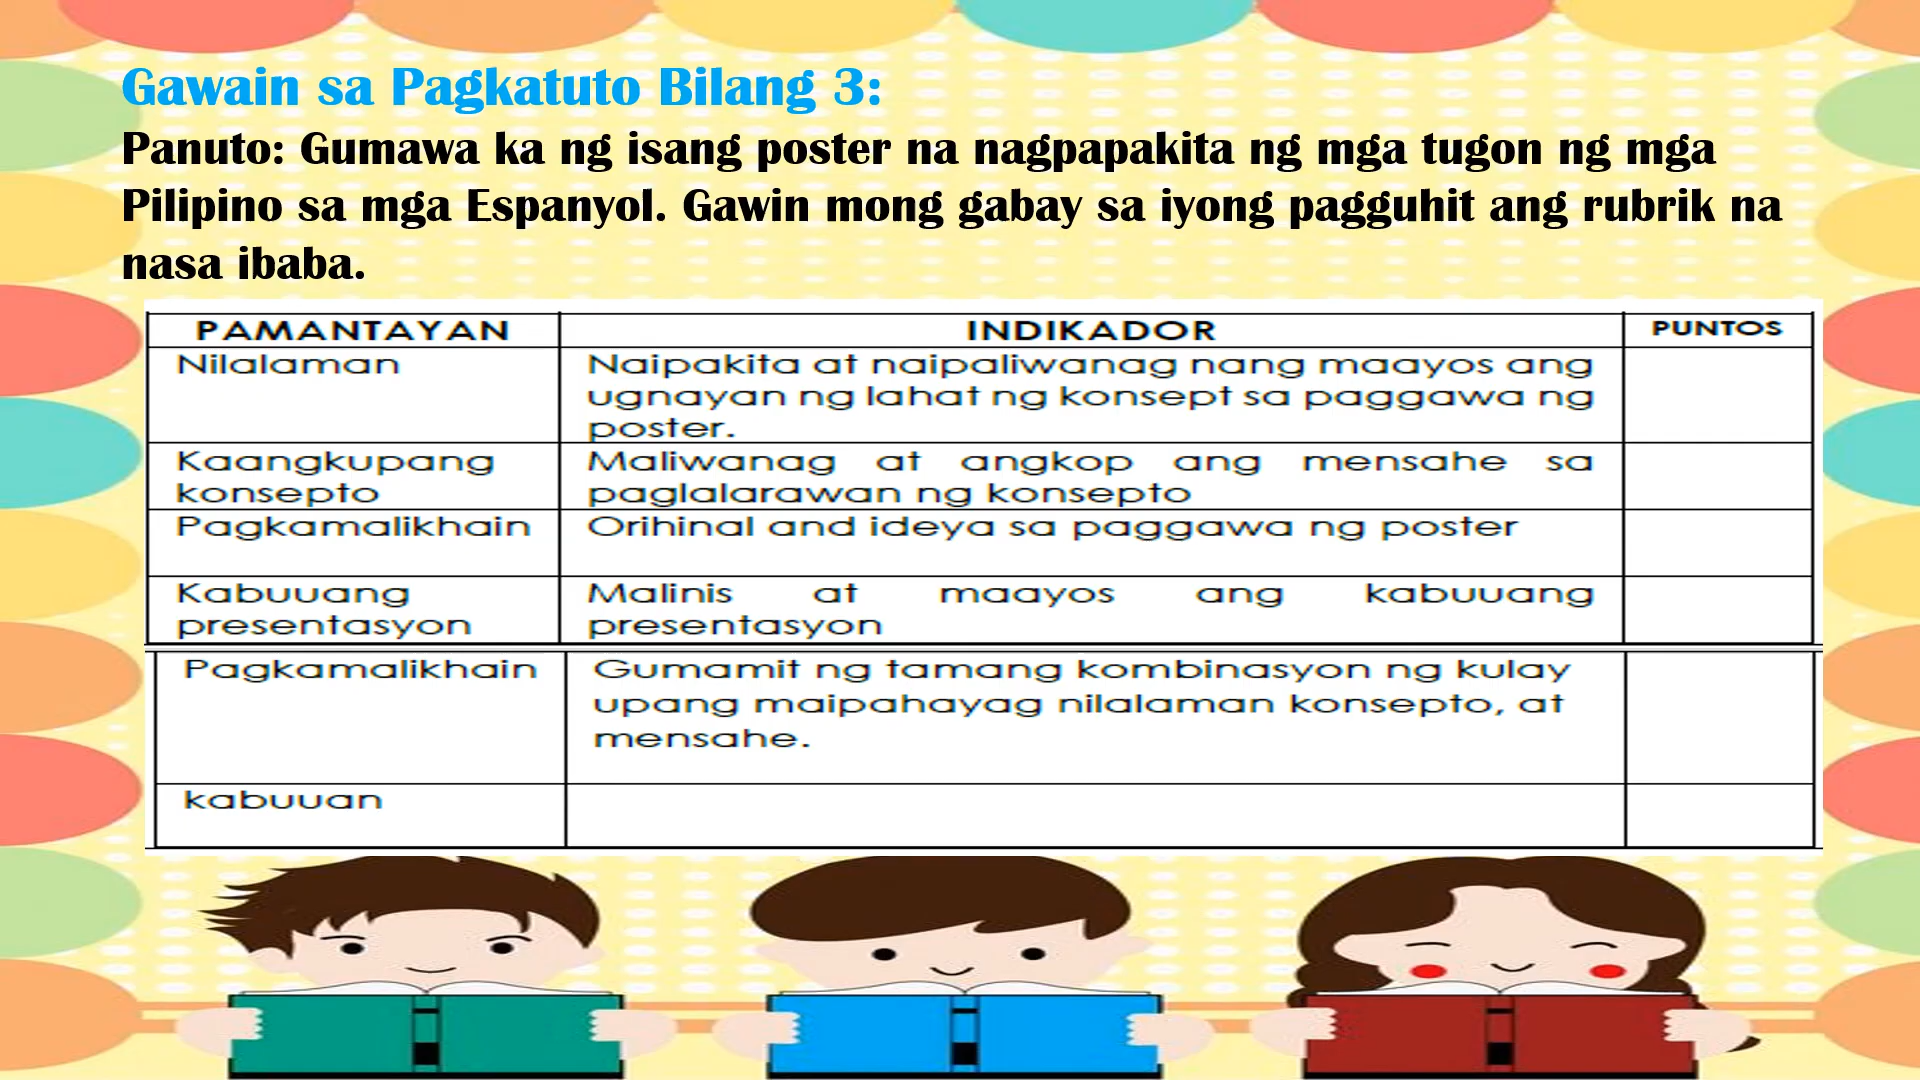 Gawain sa Pagkatuto Bilang 3:
Panuto: Gumawa ka ng isang poster na nagpapakita ng mga tugon ng mga
Pilipino sa mga Espanyol. Gawin mong gabay sa iyong pagguhit ang rubrik na
nasa ibaba.
PAMANTAYAN INDIKADOR PUNTOS
Nilalaman Naipakita at naipaliwanag nang maayos ang
ugnayan ng lahat ng konsept sa paggawa ng
poster.
Kaangkupang Maliwanag at angkop ang mensahe sa
konsepto paglalarawan ng konsepto
Pagkamalikhain Orihinal and ideya sa paggawa ng poster
Kabuuang Malinis at maayos ang kabuuang
presentasyon presentasyon
Pagkamalikhain Gumamit ng tamang kombinasyon ng kulay
upang maipahayag nilalaman konsepto, at
mensahe.
kabuuan